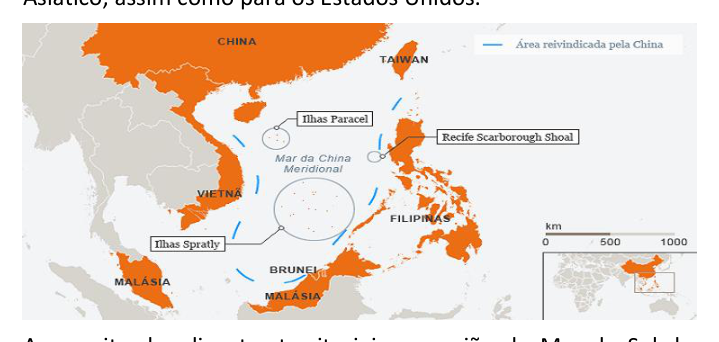 Asiático, assim como para os Estados Unidos.
CHINA
Área reivindicada pela China
TAIWAN
Ilhas Paracel
Recife Scarborough Shoal
Mar da China
Meridional
VIETNÃ
FILIPINAS
Ilhas Spratly
km
0 500 1000
BRUNEI
MALÁSIA
MALÁSIA